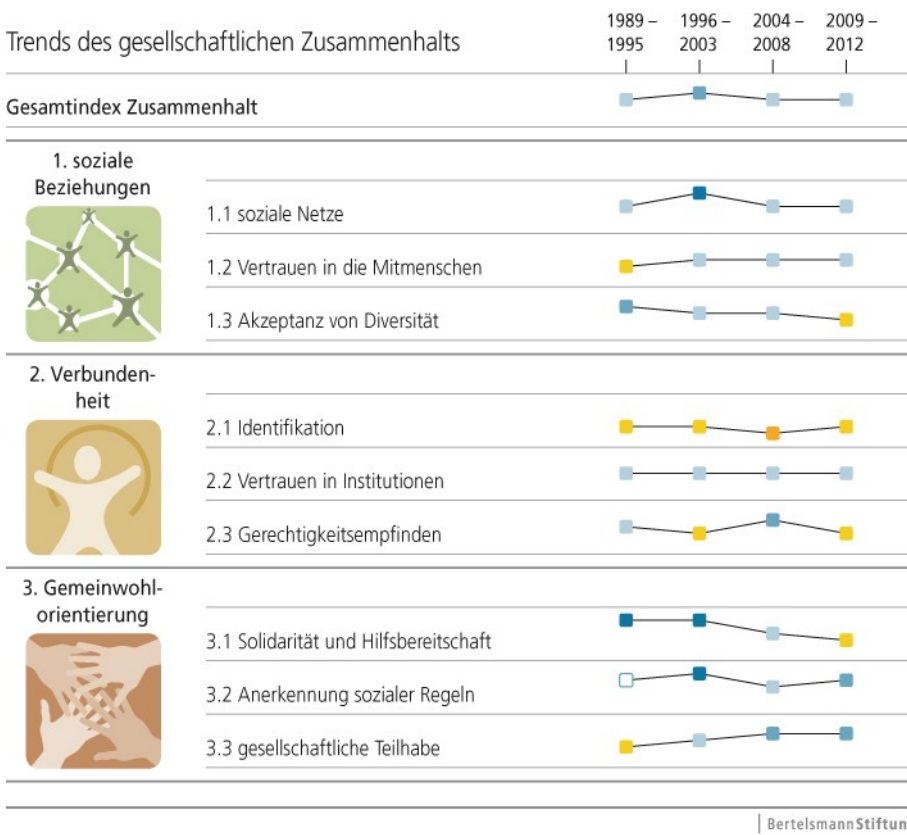 Trends des gesellschaftlichen Zusammenhalts
1989 – 1995
1996 – 2003
2004 – 2008
2009 – 2012
Gesamtindex Zusammenhalt
1. soziale
Beziehungen
1.1 soziale Netze
1.2 Vertrauen in die Mitmenschen
1.3 Akzeptanz von Diversität
2. Verbunden-
heit
2.1 Identifikation
2.2 Vertrauen in Institutionen
2.3 Gerechtigkeitsempfinden
3. Gemeinwohl-
orientierung
3.1 Solidarität und Hilfsbereitschaft
3.2 Anerkennung sozialer Regeln
3.3 gesellschaftliche Teilhabe
BertelsmannStiftun